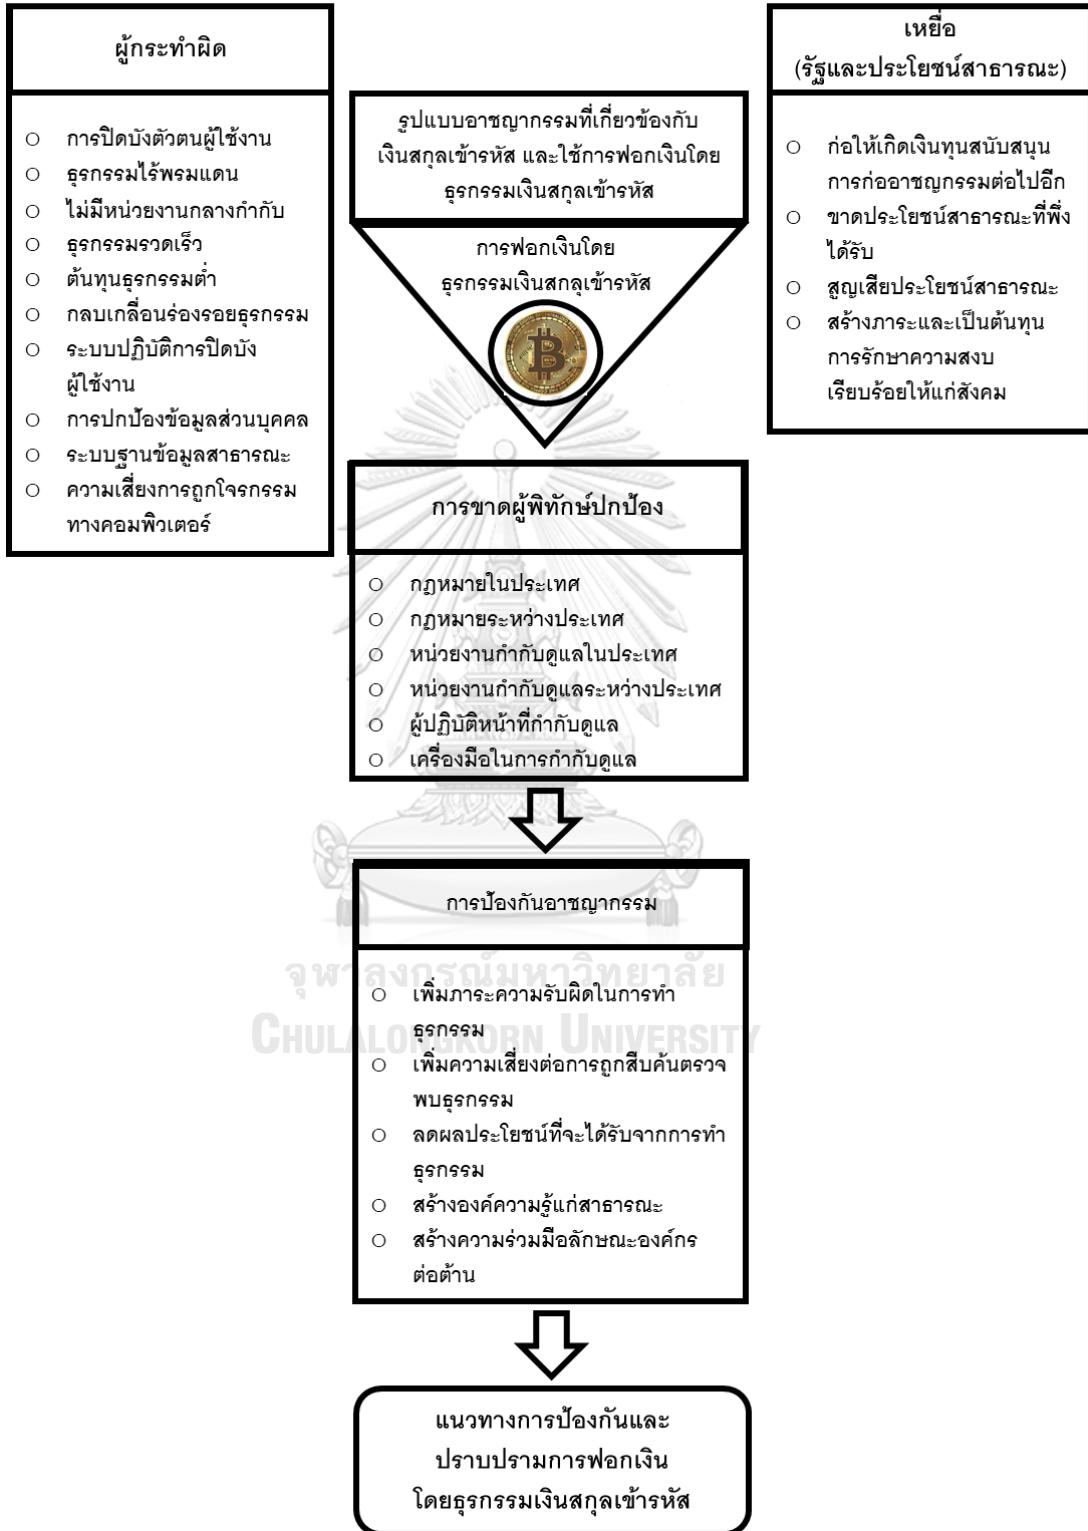 ผู้กระทำผิด
การปิดบังตัวตนผู้ใช้งาน
ธุรกรรมไร้พรมแดน
ไม่มีหน่วยงานกลางกำกับ
ธุรกรรมรวดเร็ว
ต้นทุนธุรกรรมต่ำ
กลบเกลื่อนร่องรอยธุรกรรม
ระบบปฏิบัติการปิดบัง
ผู้ใช้งาน
การปกป้องข้อมูลส่วนบุคคล
ระบบฐานข้อมูลสาธารณะ
ความเสี่ยงการถูกโจรกรรม
ทางคอมพิวเตอร์
รูปแบบอาชญากรรมที่เกี่ยวข้องกับ
เงินสกุลเข้ารหัส และใช้การฟอกเงินโดย
ธุรกรรมเงินสกุลเข้ารหัส
การฟอกเงินโดย
ธุรกรรมเงินสกลุเข้ารหัส
เหยื่อ
(รัฐและประโยชน์สาธารณะ)
ก่อให้เกิดเงินทุนสนับสนุน
การก่ออาชญกรรมต่อไปอีก
ขาดประโยชน์สาธารณะที่พึ่ง
ได้รับ
สูญเสียประโยชน์สาธารณะ
สร้างภาระและเป็นต้นทุน
การรักษาความสงบ
เรียบร้อยให้แก่สังคม
การขาดผู้พิทักษ์ปกป้อง
กฎหมายในประเทศ
กฎหมายระหว่างประเทศ
หน่วยงานกำกับดูแลในประเทศ
หน่วยงานกำกับดูแลระหว่างประเทศ
ผู้ปฏิบัติหน้าที่กำกับดูแล
เครื่องมือในการกำกับดูแล
การป้องกันอาชญากรรม
จุฬาลงกรณ์มหาวิทยาลัย
CHULALONGKORN UNIVERSITY
เพิ่มภาระความรับผิดในการทำ
ธุรกรรม
เพิ่มความเสี่ยงต่อการถูกสืบค้นตรวจ
พบธุรกรรม
ลดผลประโยชน์ที่จะได้รับจากการทำ
ธุรกรรม
สร้างองค์ความรู้แก่สาธารณะ
สร้างความร่วมมือลักษณะองค์กร
ต่อต้าน
แนวทางการป้องกันและ
ปราบปรามการฟอกเงิน
โดยธุรกรรมเงินสกุลเข้ารหัส